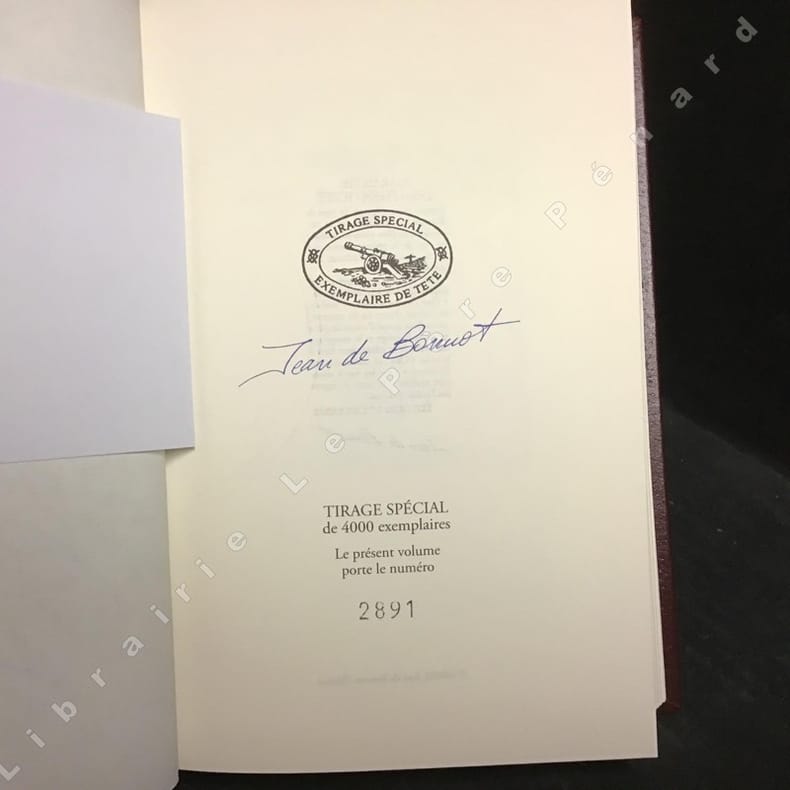 TIRAGE SPECIAL
EXEMPLAIRE DE TETE
Jean de Bonnot
TIRAGE SPÉCIAL
de 4000 exemplaires
Le présent volume
porte le numéro
2891
Librairie Le Père Pénard